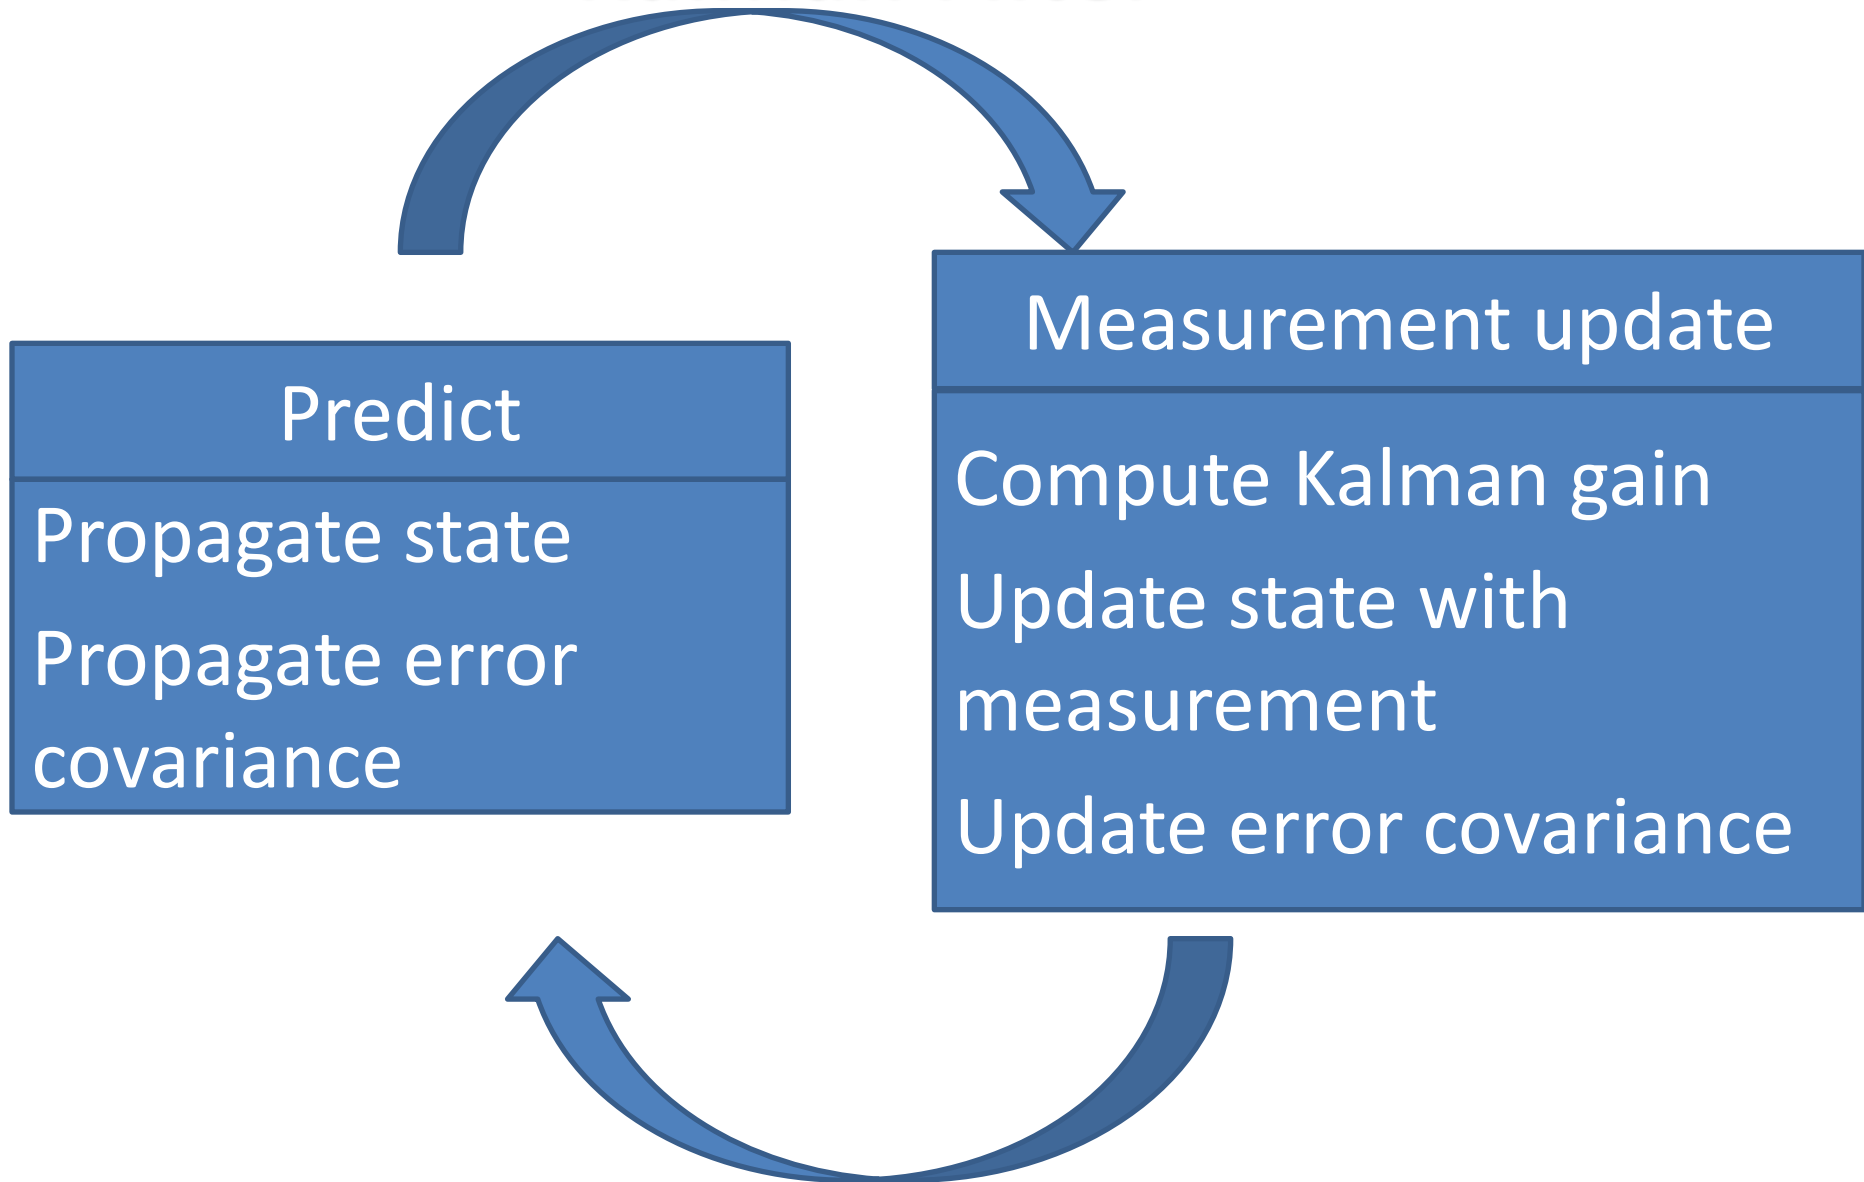 Predict
Propagate state
Propagate error
covariance
Measurement update
Compute Kalman gain
Update state with
measurement
Update error covariance